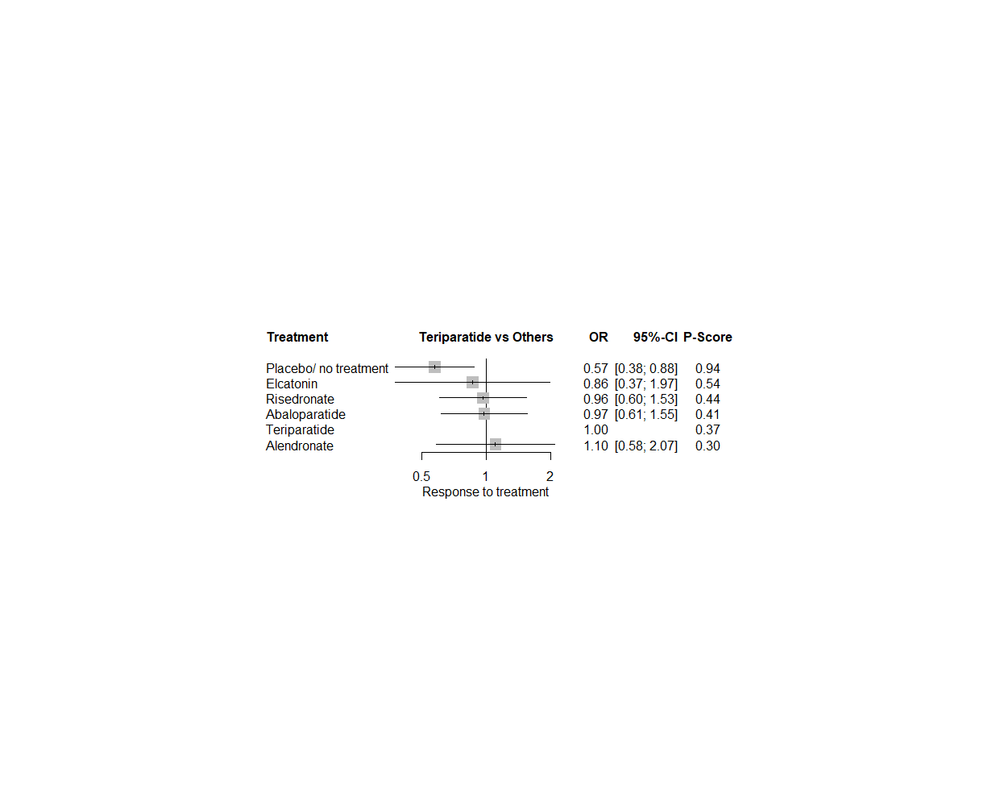 Treatment Teriparatide vs Others OR 95%-CI P-Score
Placebo/ no treatment 0.57 [0.38; 0.88] 0.94
Elcatonin 0.86 [0.37; 1.97] 0.54
Risedronate 0.96 [0.60; 1.53] 0.44
Abaloparatide 0.97 [0.61; 1.55] 0.41
Teriparatide 1.00 0.37
Alendronate 1.10 [0.58; 2.07] 0.30
0.5 1 2
Response to treatment